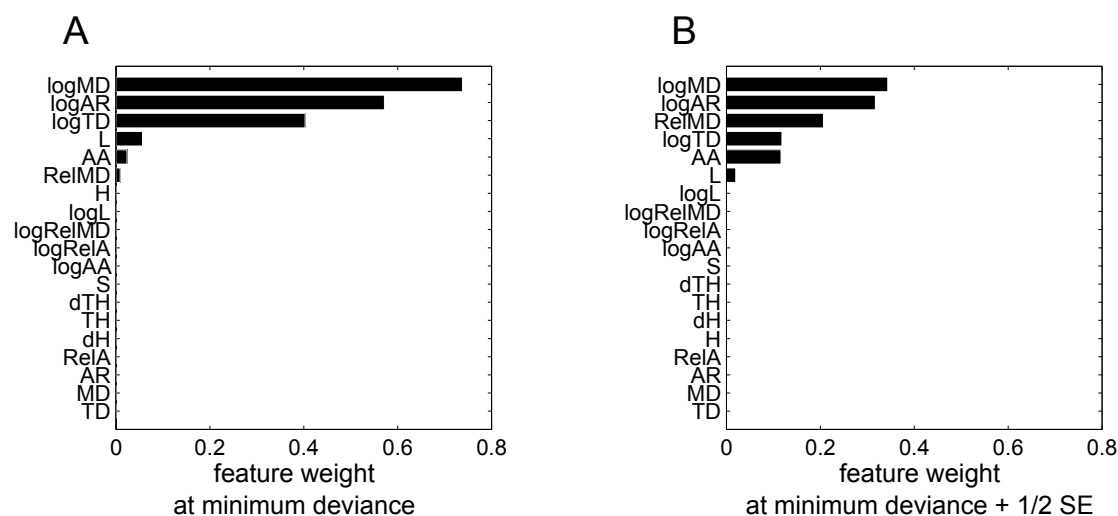 A
logMD
logAR
logTD
L
AA
RelMD
H
logL
logRelMD
logRelA
logAA
S
dTH
TH
dH
RelA
AR
MD
TD
0 0.2 0.4 0.6 0.8
feature weight
at minimum deviance
B
logMD
logAR
RelMD
logTD
AA
L
logL
logRelMD
logRelA
logAA
S
dTH
TH
dH
H
RelA
AR
MD
TD
0 0.2 0.4 0.6 0.8
feature weight
at minimum deviance + 1/2 SE